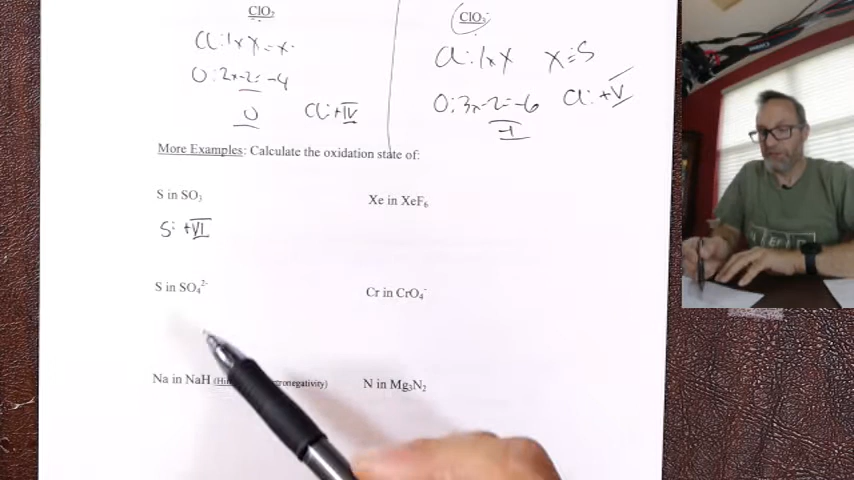 ClO₂
Cl: 1x X = x
O: 2x-2 = -4
0
Cl: +IV
ClO₃⁻
Cl: 1x X
x = 5
O: 3x-2 = -6
Cl: +V
-1
More Examples: Calculate the oxidation state of:
S in SO₃
Xe in XeF₆
S: +VI
S in SO₄²⁻
Cr in CrO₄⁻
Na in NaH (Hin
N in Mg₃N₂